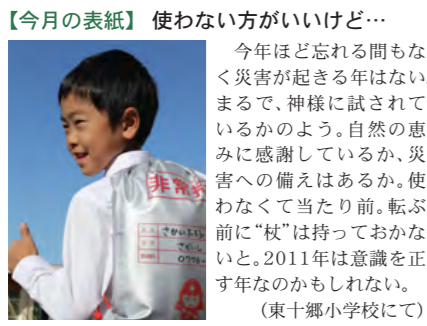 【今月の表紙】 使わない方がいいけど…
今年ほど忘れる間もな
く災害が起きる年はない。
まるで、神様に試されて
いるかのよう。自然の恵
みに感謝しているか、災
害への備えはあるか。使
わなくて当たり前。転ぶ
前に“杖”は持っておかな
いと。2011年は意識を正
す年なのかもしれない。
(東十郷小学校にて)
非常持